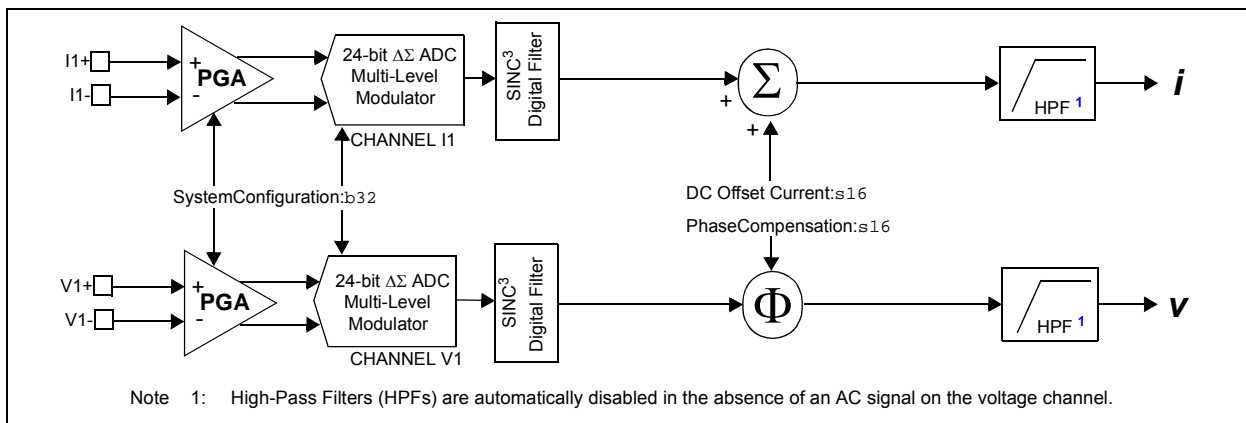 I1+
I1-
+
-
PGA
24-bit ΔΣ ADC
Multi-Level
Modulator
CHANNEL I1
SINC3
Digital Filter
+
+
Σ
HPF 1
i
SystemConfiguration:b32
DC Offset Current:s16
PhaseCompensation:s16
V1+
V1-
+
-
PGA
24-bit ΔΣ ADC
Multi-Level
Modulator
CHANNEL V1
SINC3
Digital Filter
Φ
HPF 1
v
Note 1: High-Pass Filters (HPFs) are automatically disabled in the absence of an AC signal on the voltage channel.